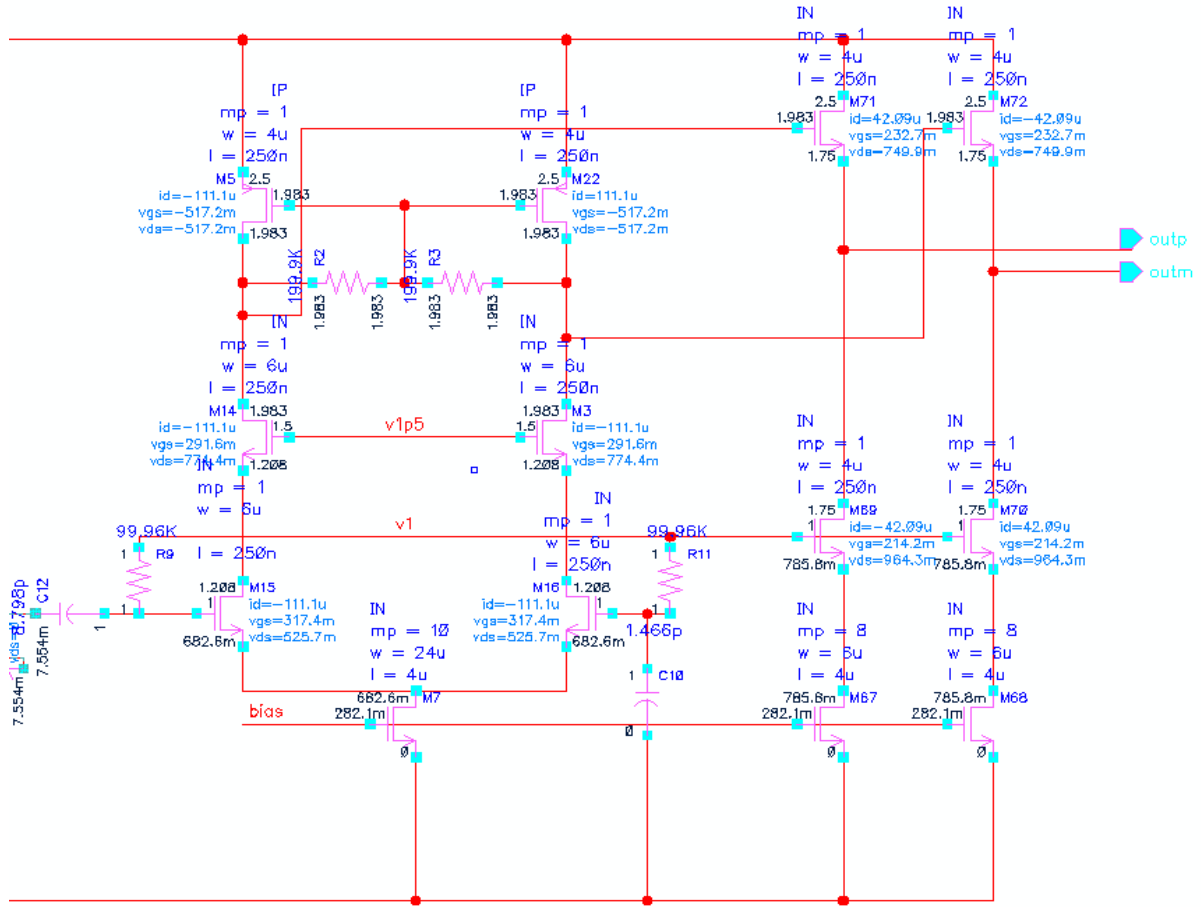 IN
mp = 1
w = 4u
l = 250n
2.5
M71
1.983
id=42.09u
vgs=232.7m
vds=749.9m
1.75
IN
mp = 1
w = 4u
l = 250n
2.5
M72
1.983
id=-42.09u
vgs=232.7m
vds=749.9m
1.75
IP
mp = 1
w = 4u
l = 250n
M5
2.5
1.983
id=-111.1u
vgs=-517.2m
vds=-517.2m
1.983
IP
mp = 1
w = 4u
l = 250n
2.5
M22
1.983
id=111.1u
vgs=-517.2m
vds=-517.2m
1.983
outp
outm
199.9K
R2
1.983
1.983
199.9K
R3
1.983
1.983
IN
mp = 1
w = 6u
l = 250n
M14
1.983
1.5
id=-111.1u
vgs=291.6m
vds=774.4m
1.208
v1p5
IN
mp = 1
w = 6u
l = 250n
1.983
M3
1.5
id=-111.1u
vgs=291.6m
vds=774.4m
1.208
IN
mp = 1
w = 6u
l = 250n
1.208
M15
1
id=-111.1u
vgs=317.4m
vds=525.7m
682.6m
v1
IN
mp = 1
w = 6u
l = 250n
M16
1.208
1
id=-111.1u
vgs=317.4m
vds=525.7m
682.6m
99.96K
1
R9
1
99.96K
1
R11
1
C12
8.798p
7.554m
1
7.554m
1.466p
1
C10
0
IN
mp = 1
w = 4u
l = 250n
1.75
M69
1
id=-42.09u
vgs=214.2m
vds=964.3m
785.8m
IN
mp = 1
w = 4u
l = 250n
1.75
M70
1
id=42.09u
vgs=214.2m
vds=964.3m
785.8m
IN
mp = 10
w = 24u
l = 4u
682.6m
M7
bias
282.1m
0
IN
mp = 8
w = 6u
l = 4u
785.8m
M67
282.1m
0
IN
mp = 8
w = 6u
l = 4u
785.8m
M68
282.1m
0